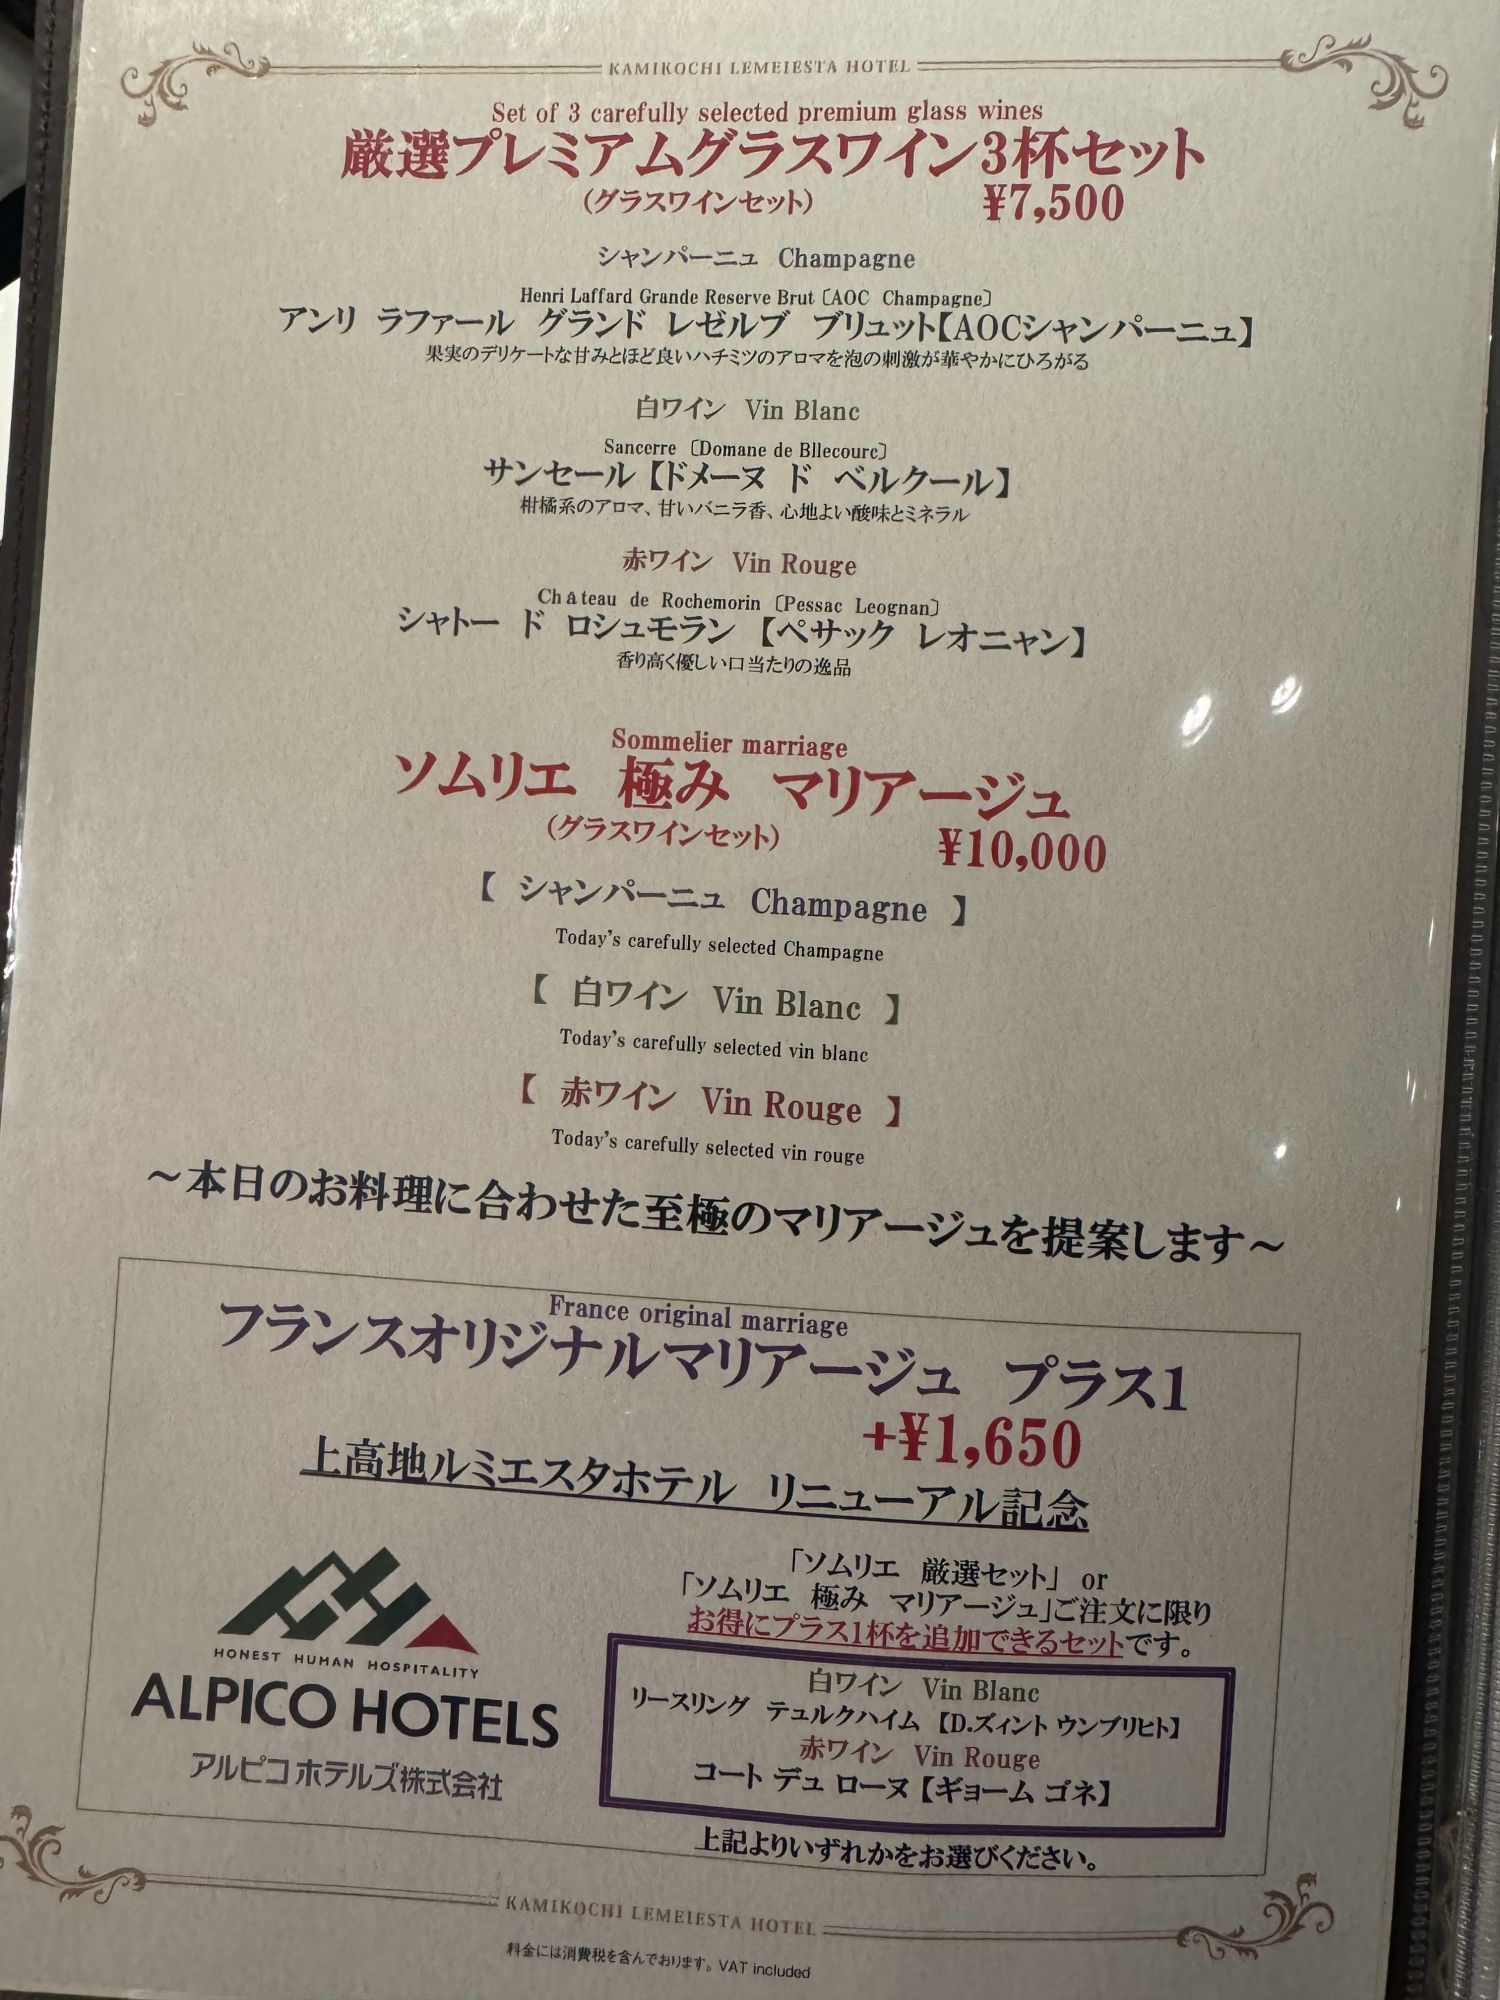 KAMIKOCHI LEMEIESTA HOTEL
Set of 3 carefully selected premium glass wines
厳選プレミアムグラスワイン3杯セット
(グラスワインセット) ¥7,500
シャンパーニュ Champagne
Henri Laffard Grande Reserve Brut〔AOC Champagne〕
アンリ ラファール グランド レゼルブ ブリュット【AOCシャンパーニュ】
果実のデリケートな甘みとほど良いハチミツのアロマを泡の刺激が華やかにひろがる
白ワイン Vin Blanc
Sancerre 〔Domane de Bllecourc〕
サンセール【ドメーヌ ド ベルクール】
柑橘系のアロマ、甘いバニラ香、心地よい酸味とミネラル
赤ワイン Vin Rouge
Château de Rochemorin〔Pessac Leognan〕
シャトー ド ロシュモラン【ペサック レオニャン】
香り高く優しい口当たりの逸品
Sommelier marriage
ソムリエ 極み マリアージュ
(グラスワインセット) ¥10,000
【 シャンパーニュ Champagne 】
Today's carefully selected Champagne
【 白ワイン Vin Blanc 】
Today's carefully selected vin blanc
【 赤ワイン Vin Rouge 】
Today's carefully selected vin rouge
～本日のお料理に合わせた至極のマリアージュを提案します～
France original marriage
フランスオリジナルマリアージュ プラス1
+¥1,650
上高地ルミエスタホテル リニューアル記念
「ソムリエ 厳選セット」 or
「ソムリエ 極み マリアージュ」ご注文に限り
お得にプラス1杯を追加できるセットです。
HONEST HUMAN HOSPITALITY
ALPICO HOTELS
アルピコホテルズ株式会社
白ワイン Vin Blanc
リースリング テュルクハイム【D.ズィント ウンブリヒト】
赤ワイン Vin Rouge
コート デュ ローヌ【ギョーム ゴネ】
上記よりいずれかをお選びください。
KAMIKOCHI LEMEIESTA HOTEL
料金には消費税を含んでおります。VAT included